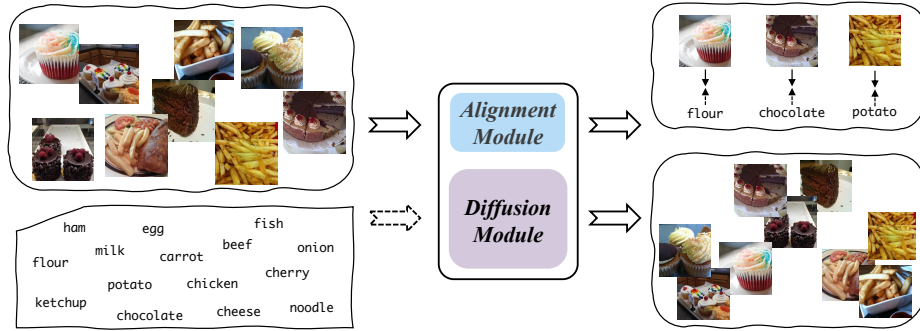 Alignment
Module
Diffusion
Module
flour chocolate potato
ham egg fish
flour milk carrot beef onion
potato chicken cherry
ketchup chocolate cheese noodle